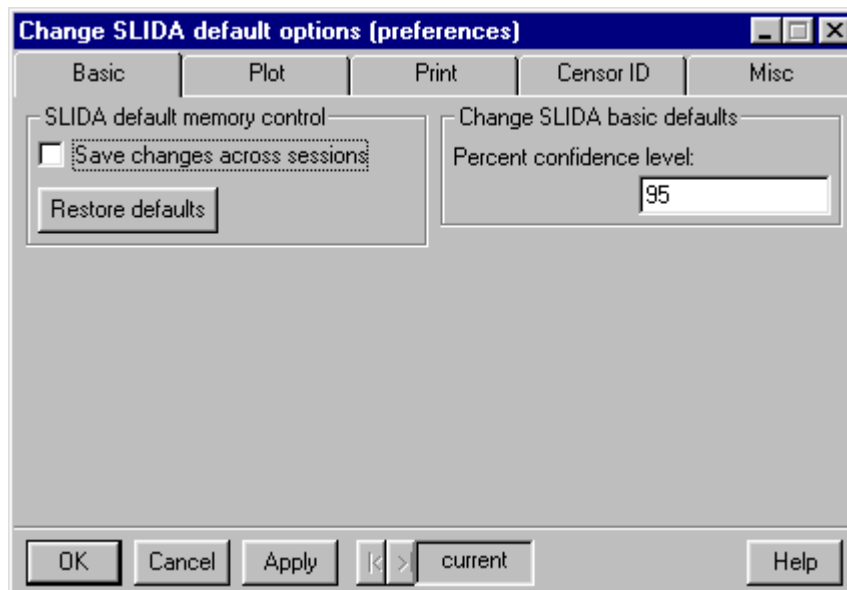 Change SLIDA default options (preferences)
Basic Plot Print Censor ID Misc
SLIDA default memory control
Save changes across sessions
Restore defaults
Change SLIDA basic defaults
Percent confidence level:
95
OK Cancel Apply |< >| current Help